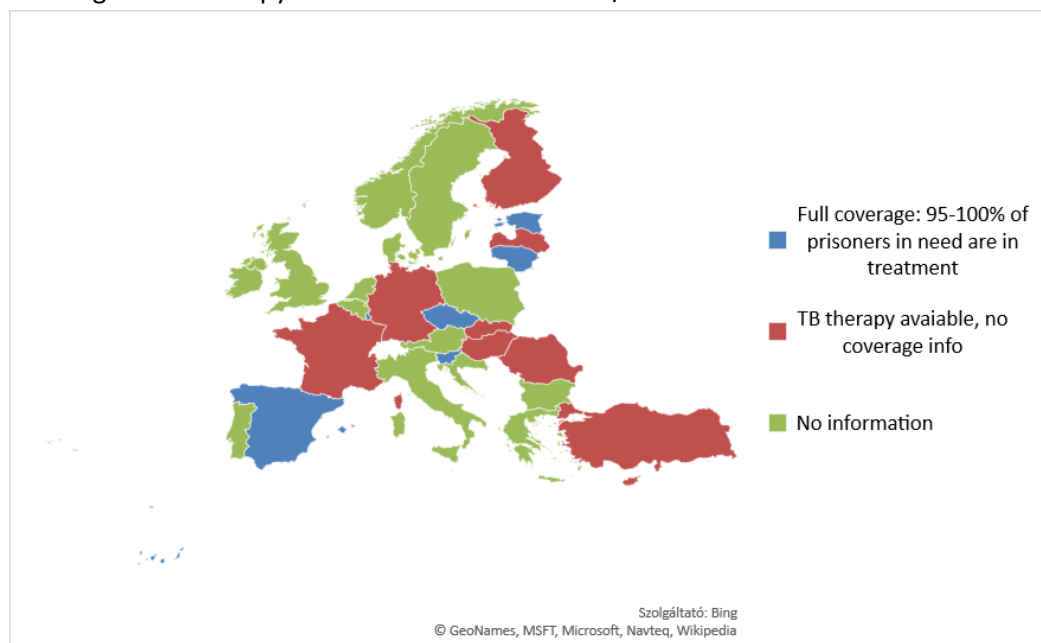 Full coverage: 95-100% of
prisoners in need are in
treatment
TB therapy avaiable, no
coverage info
No information
Szolgáltató: Bing
© GeoNames, MSFT, Microsoft, Navteq, Wikipedia